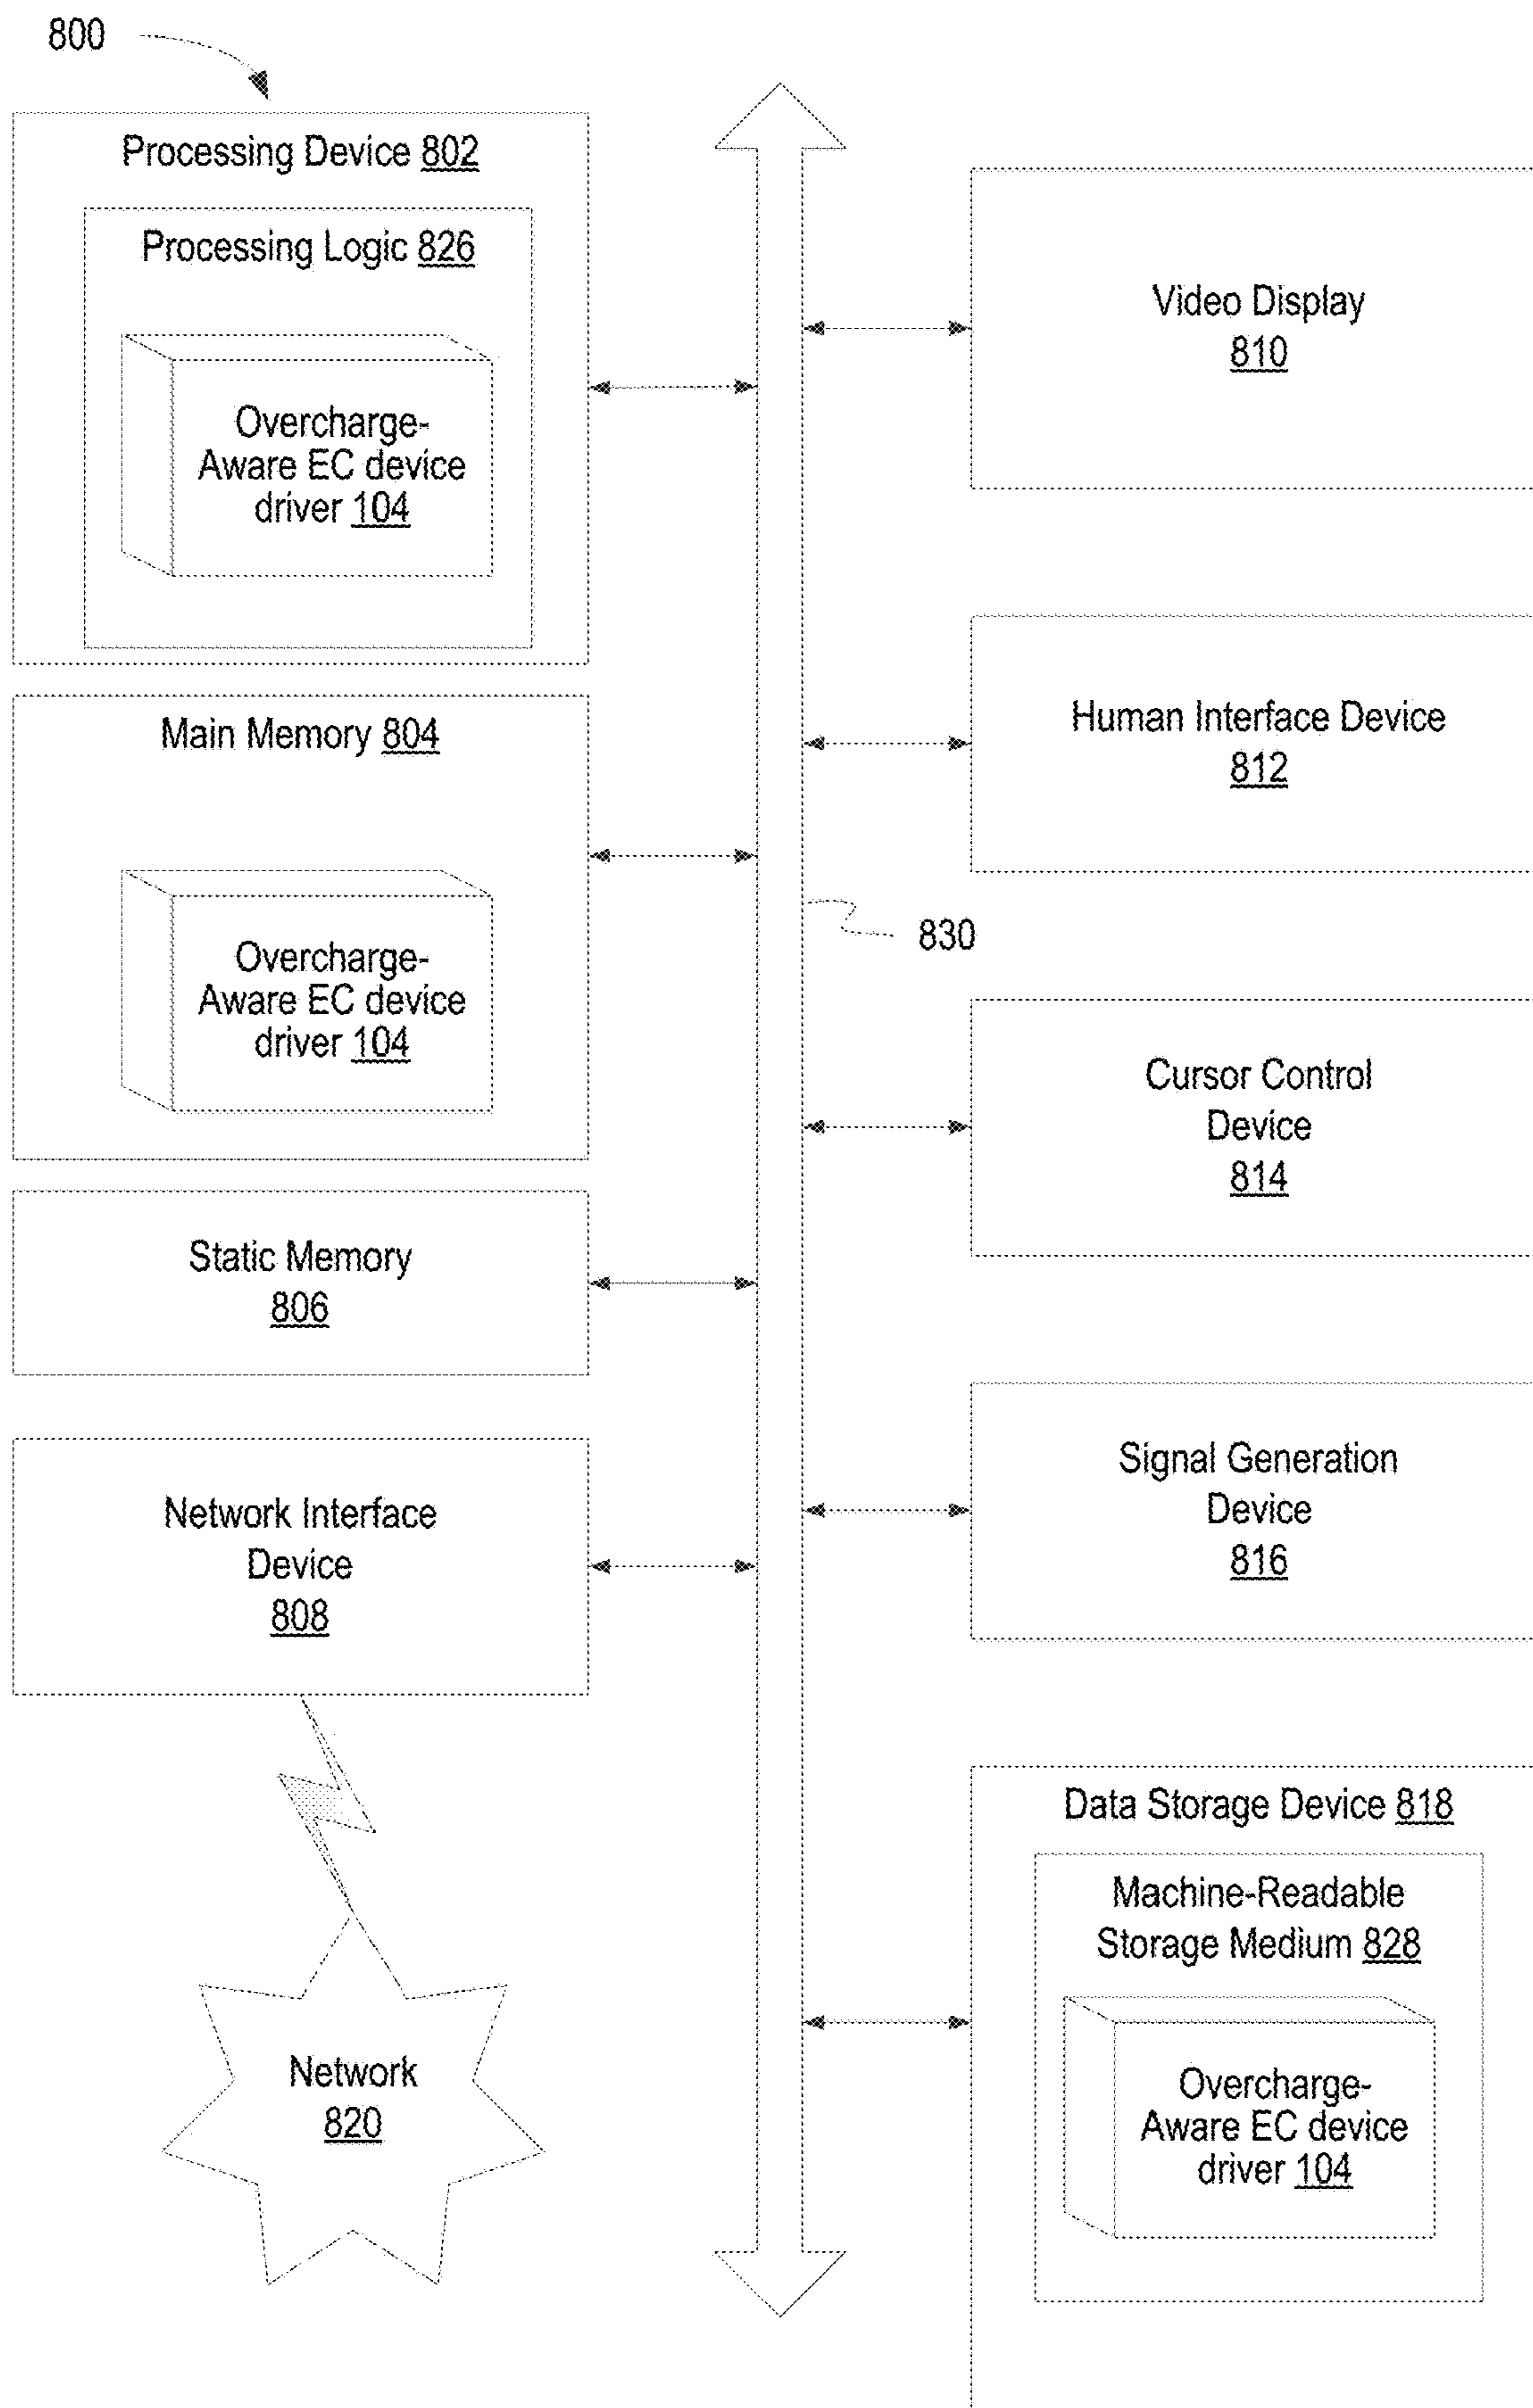 800
Processing Device 802
Processing Logic 826
Overcharge-
Aware EC device
driver 104
Main Memory 804
Overcharge-
Aware EC device
driver 104
Static Memory
806
Network Interface
Device
808
Network
820
Video Display
810
Human Interface Device
812
830
Cursor Control
Device
814
Signal Generation
Device
816
Data Storage Device 818
Machine-Readable
Storage Medium 828
Overcharge-
Aware EC device
driver 104